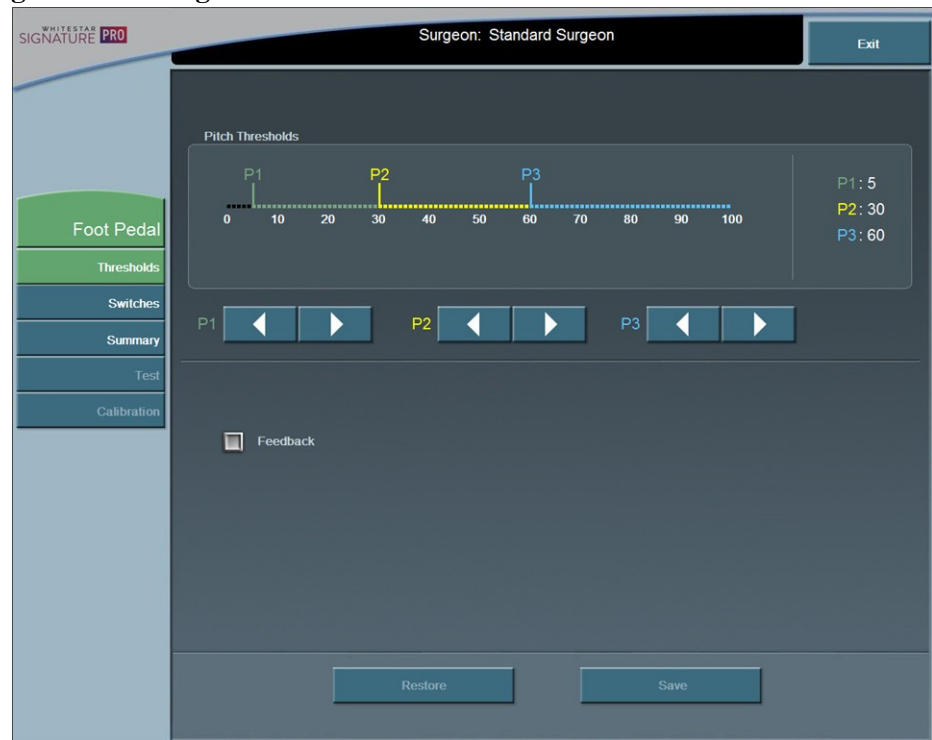 WHITESTAR
SIGNATURE PRO
Surgeon: Standard Surgeon
Exit
Pitch Thresholds
P1 P2 P3
0 10 20 30 40 50 60 70 80 90 100
P1: 5
P2: 30
P3: 60
Foot Pedal
Thresholds
Switches
Summary
Test
Calibration
P1 P2 P3
Feedback
Restore Save